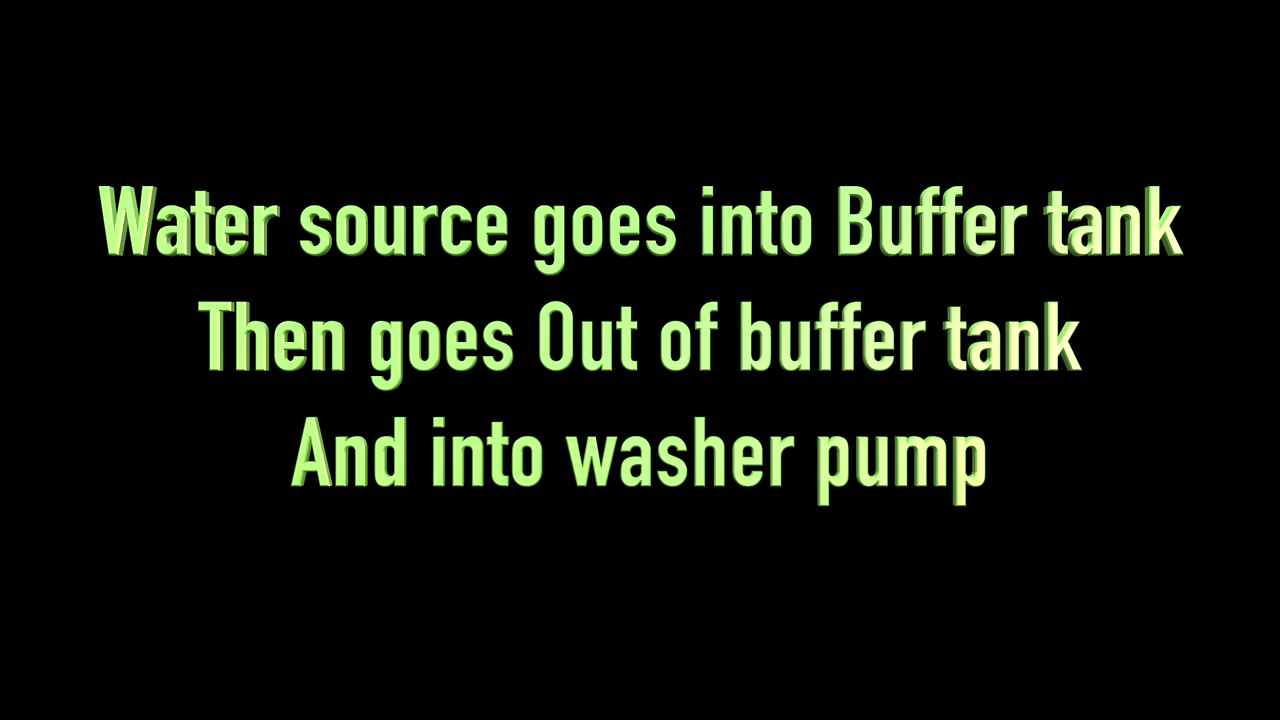 Water source goes into Buffer tank
Then goes Out of buffer tank
And into washer pump